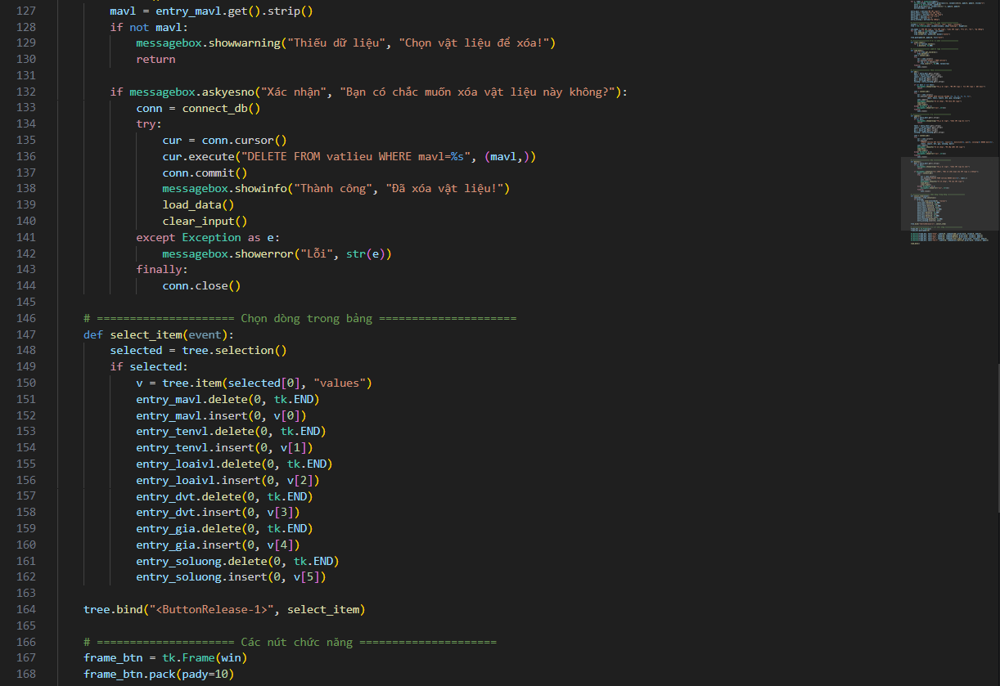 127 mavl = entry_mavl.get().strip()
128 if not mavl:
129 messagebox.showwarning("Thiếu dữ liệu", "Chọn vật liệu để xóa!")
130 return
131
132 if messagebox.askyesno("Xác nhận", "Bạn có chắc muốn xóa vật liệu này không?"):
133 conn = connect_db()
134 try:
135 cur = conn.cursor()
136 cur.execute("DELETE FROM vatlieu WHERE mavl=%s", (mavl,))
137 conn.commit()
138 messagebox.showinfo("Thành công", "Đã xóa vật liệu!")
139 load_data()
140 clear_input()
141 except Exception as e:
142 messagebox.showerror("Lỗi", str(e))
143 finally:
144 conn.close()
145
146 # ===================== Chọn dòng trong bảng =====================
147 def select_item(event):
148 selected = tree.selection()
149 if selected:
150 v = tree.item(selected[0], "values")
151 entry_mavl.delete(0, tk.END)
152 entry_mavl.insert(0, v[0])
153 entry_tenvl.delete(0, tk.END)
154 entry_tenvl.insert(0, v[1])
155 entry_loaivl.delete(0, tk.END)
156 entry_loaivl.insert(0, v[2])
157 entry_dvt.delete(0, tk.END)
158 entry_dvt.insert(0, v[3])
159 entry_gia.delete(0, tk.END)
160 entry_gia.insert(0, v[4])
161 entry_soluong.delete(0, tk.END)
162 entry_soluong.insert(0, v[5])
163
164 tree.bind("<ButtonRelease-1>", select_item)
165
166 # ===================== Các nút chức năng =====================
167 frame_btn = tk.Frame(win)
168 frame_btn.pack(pady=10)